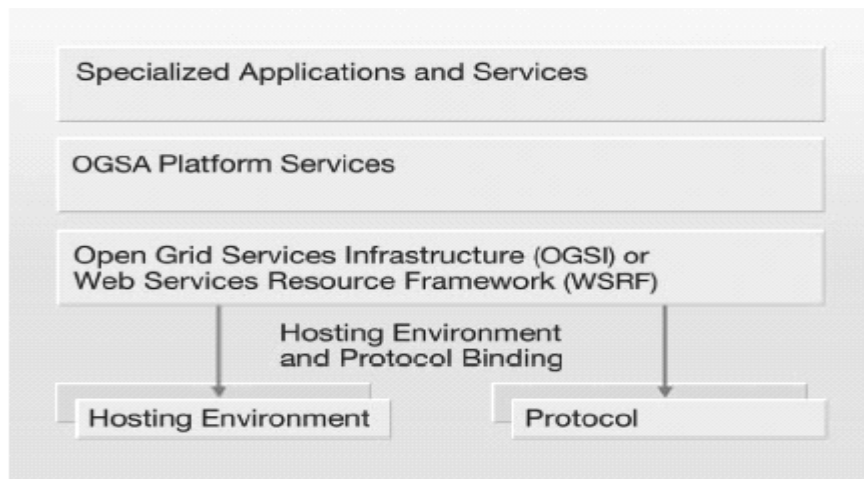 Specialized Applications and Services
OGSA Platform Services
Open Grid Services Infrastructure (OGSI) or
Web Services Resource Framework (WSRF)
Hosting Environment
and Protocol Binding
Hosting Environment
Protocol